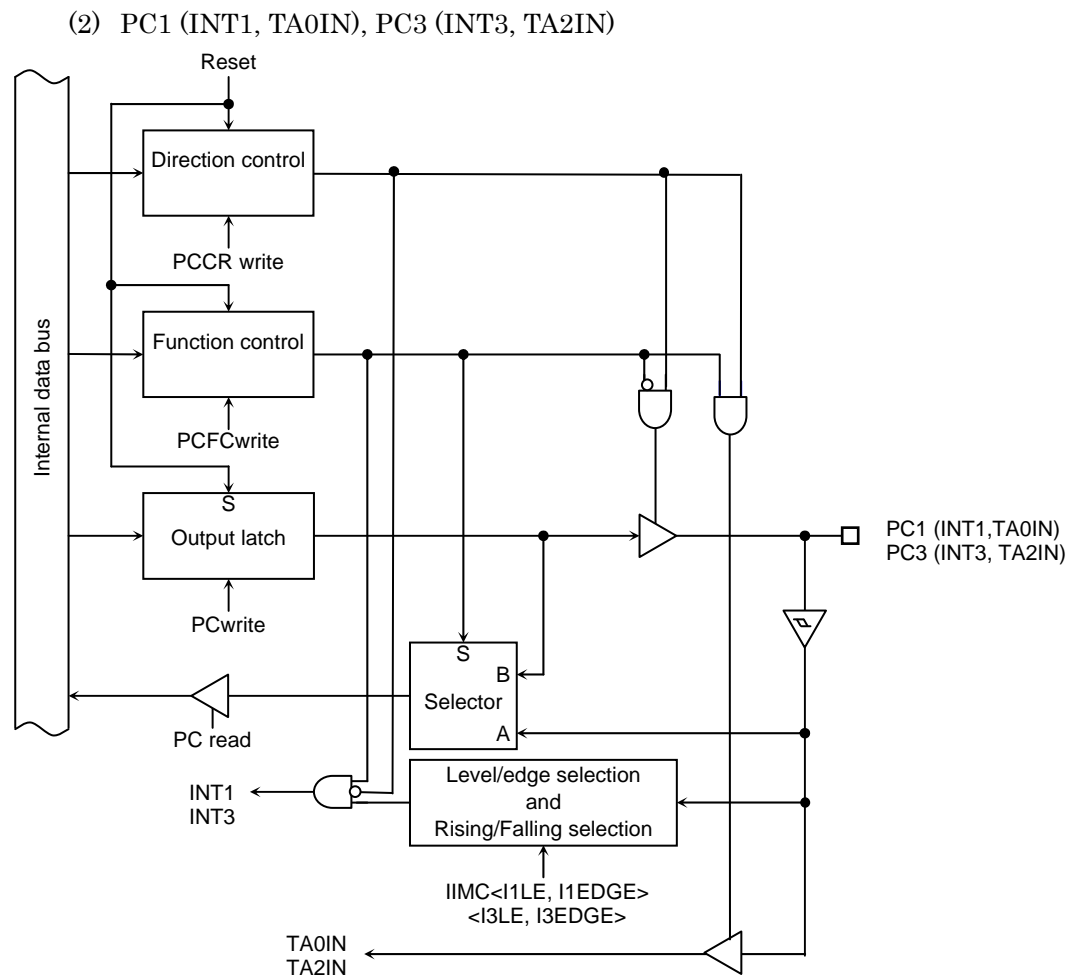 (2) PC1 (INT1, TA0IN), PC3 (INT3, TA2IN)
Reset
Direction control
PCCR write
Internal data bus
Function control
PCFCwrite
S
Output latch
PCwrite
PC1 (INT1,TA0IN)
PC3 (INT3, TA2IN)
S
B
Selector
A
PC read
Level/edge selection
and
Rising/Falling selection
INT1
INT3
IIMC<I1LE, I1EDGE>
<I3LE, I3EDGE>
TA0IN
TA2IN